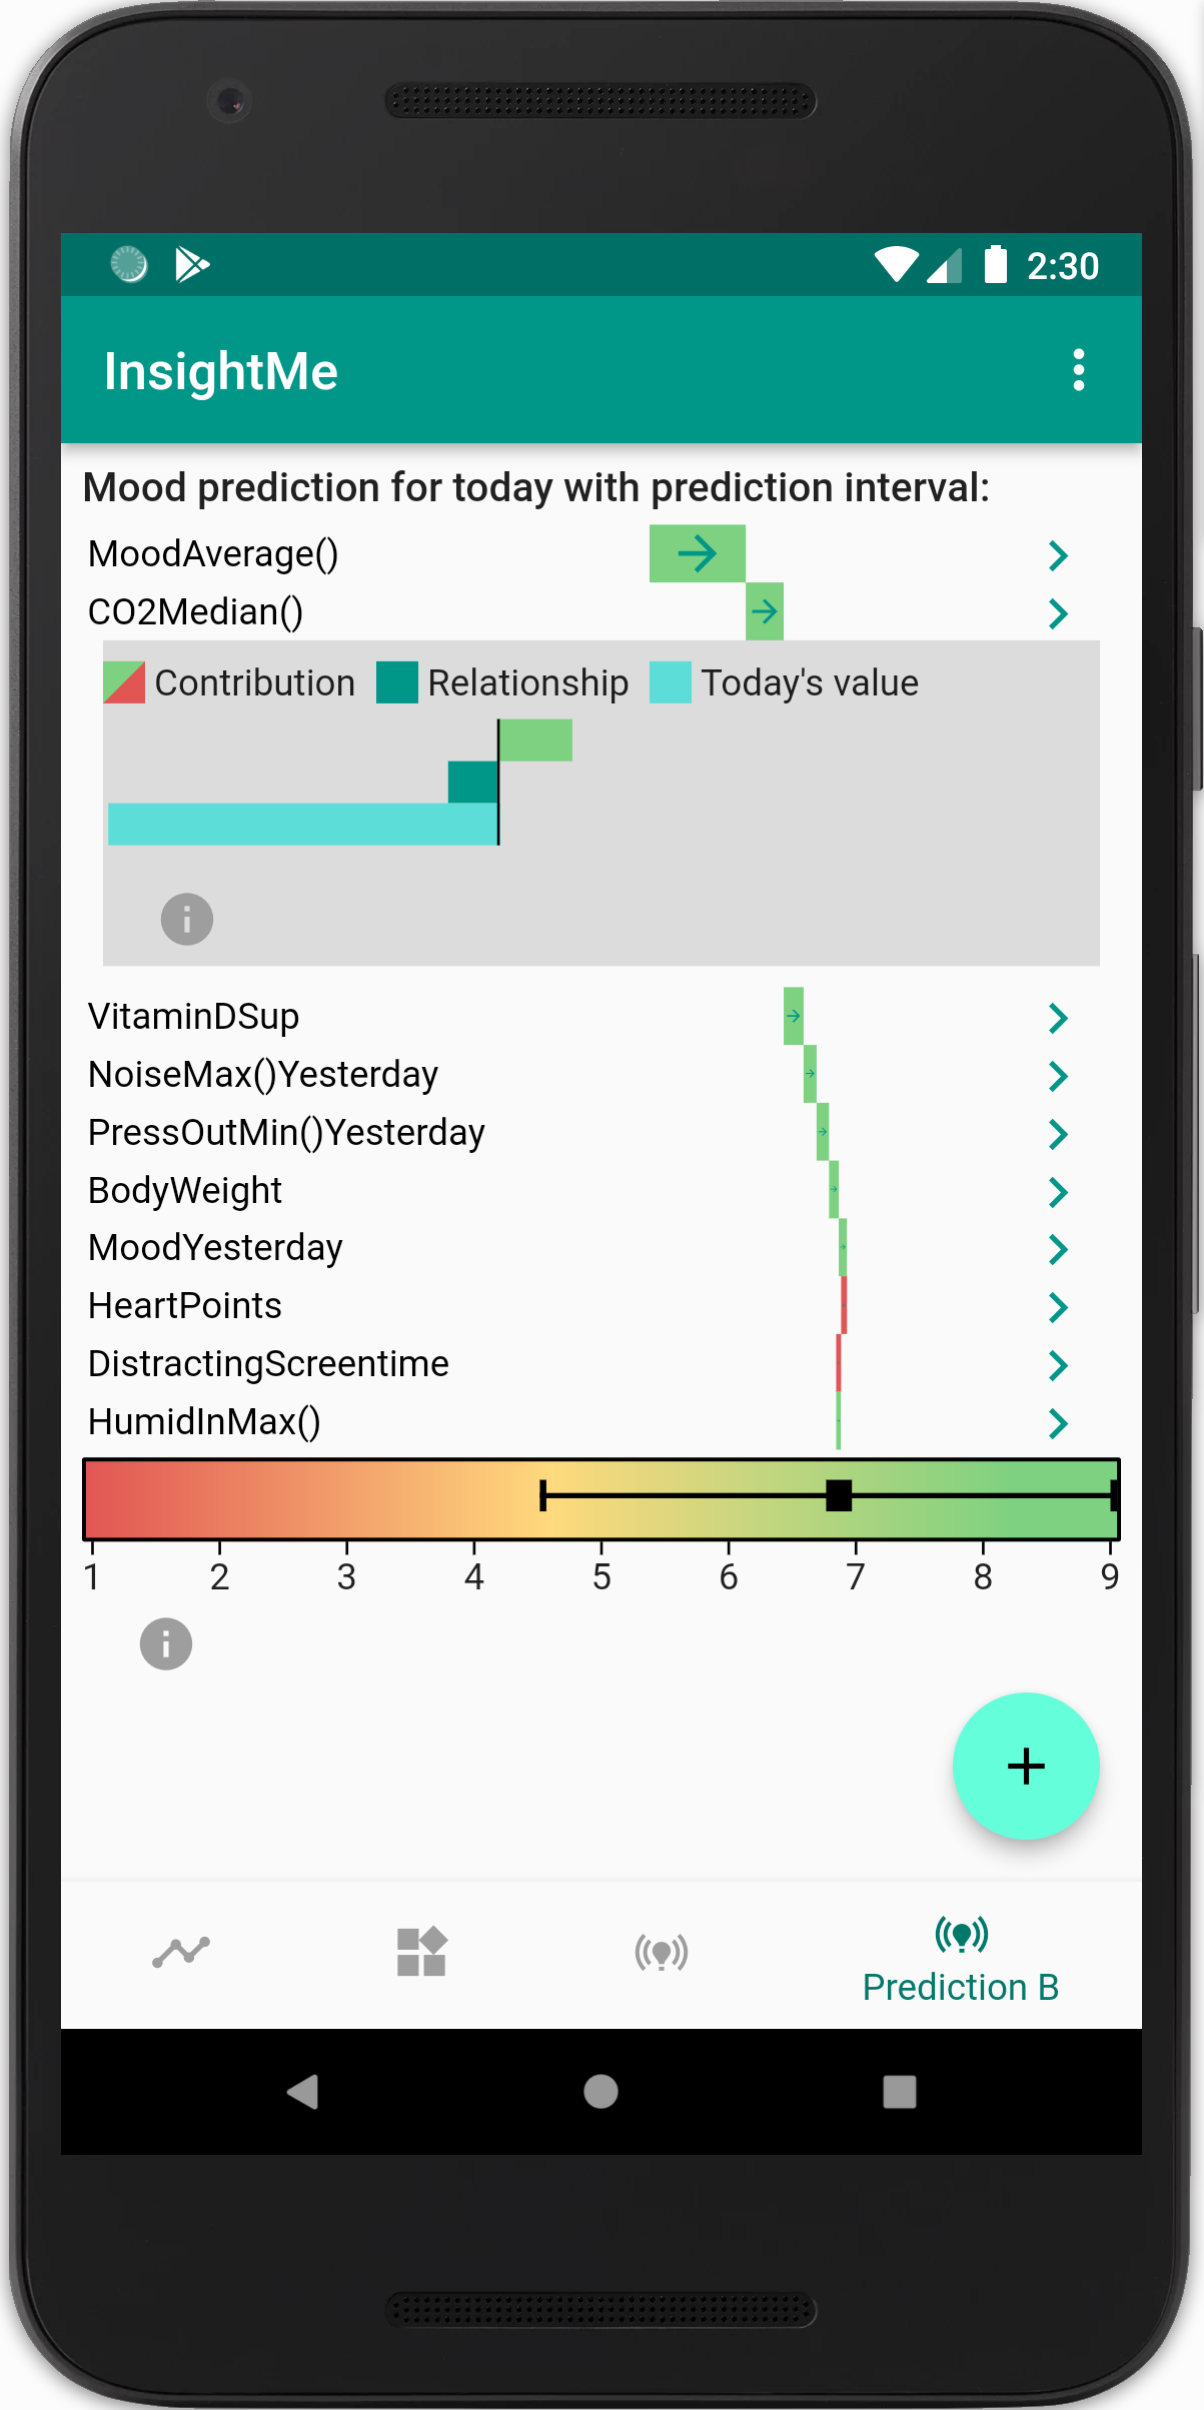 2:30
InsightMe
Mood prediction for today with prediction interval:
MoodAverage()
CO2Median()
Contribution Relationship Today's value
VitaminDSup
NoiseMax()Yesterday
PressOutMin()Yesterday
BodyWeight
MoodYesterday
HeartPoints
DistractingScreentime
HumidInMax()
1 2 3 4 5 6 7 8 9
Prediction B